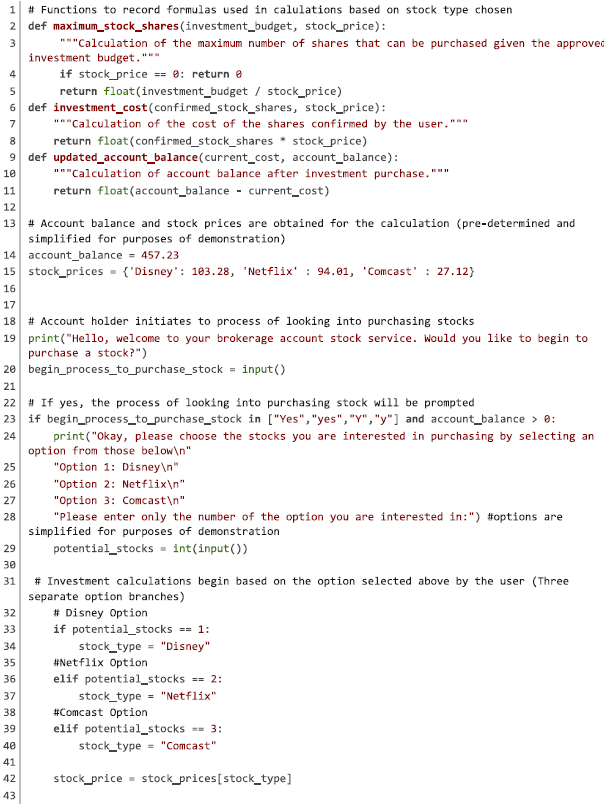 1 # Functions to record formulas used in calulations based on stock type chosen
2 def maximum_stock_shares(investment_budget, stock_price):
3 """Calculation of the maximum number of shares that can be purchased given the approved
investment budget."""
4 if stock_price == 0: return 0
5 return float(investment_budget / stock_price)
6 def investment_cost(confirmed_stock_shares, stock_price):
7 """Calculation of the cost of the shares confirmed by the user."""
8 return float(confirmed_stock_shares * stock_price)
9 def updated_account_balance(current_cost, account_balance):
10 """Calculation of account balance after investment purchase."""
11 return float(account_balance - current_cost)
12
13 # Account balance and stock prices are obtained for the calculation (pre-determined and
simplified for purposes of demonstration)
14 account_balance = 457.23
15 stock_prices = {'Disney': 103.28, 'Netflix' : 94.01, 'Comcast' : 27.12}
16
17
18 # Account holder initiates to process of looking into purchasing stocks
19 print("Hello, welcome to your brokerage account stock service. Would you like to begin to
purchase a stock?")
20 begin_process_to_purchase_stock = input()
21
22 # If yes, the process of looking into purchasing stock will be prompted
23 if begin_process_to_purchase_stock in ["Yes","yes","Y","y"] and account_balance > 0:
24 print("Okay, please choose the stocks you are interested in purchasing by selecting an
option from those below\n"
25 "Option 1: Disney\n"
26 "Option 2: Netflix\n"
27 "Option 3: Comcast\n"
28 "Please enter only the number of the option you are interested in:") #options are
simplified for purposes of demonstration
29 potential_stocks = int(input())
30
31 # Investment calculations begin based on the option selected above by the user (Three
separate option branches)
32 # Disney Option
33 if potential_stocks == 1:
34 stock_type = "Disney"
35 #Netflix Option
36 elif potential_stocks == 2:
37 stock_type = "Netflix"
38 #Comcast Option
39 elif potential_stocks == 3:
40 stock_type = "Comcast"
41
42 stock_price = stock_prices[stock_type]
43